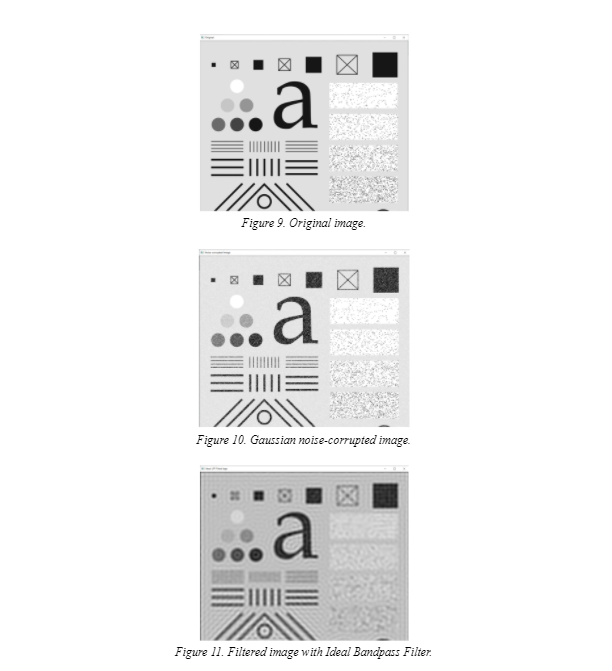 a
Figure 9. Original image.
a
Figure 10. Gaussian noise-corrupted image.
a
Figure 11. Filtered image with Ideal Bandpass Filter.